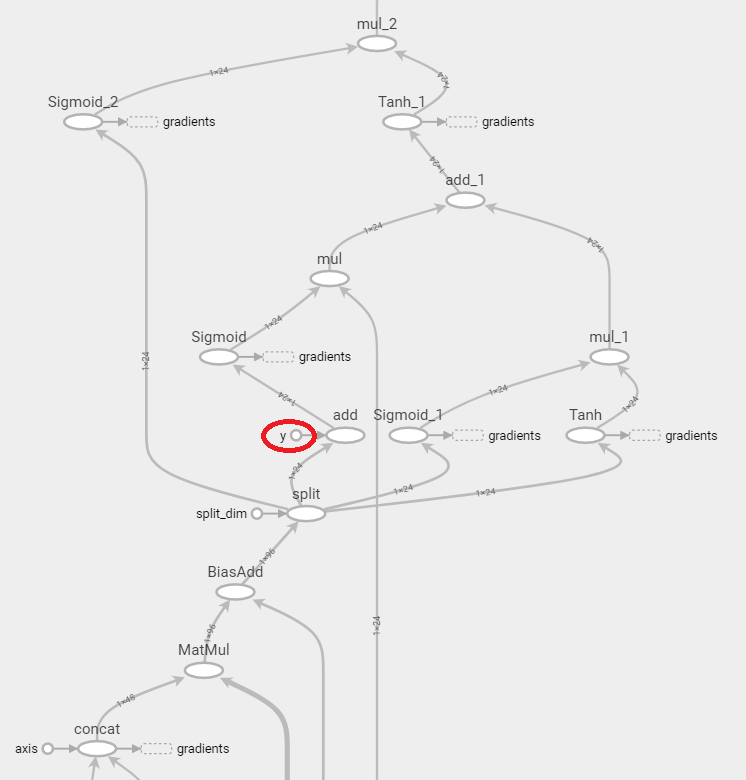 mul_2
1×24
Sigmoid_2
gradients
Tanh_1
gradients
1×24
1×24
add_1
1×24
1×24
mul
1×24
Sigmoid
gradients
1×24
mul_1
1×24
1×24
1×24
y
add
Sigmoid_1
gradients
Tanh
gradients
1×24
1×24
1×24
split_dim
split
1×96
BiasAdd
1×96
1×24
MatMul
1×48
concat
axis
gradients